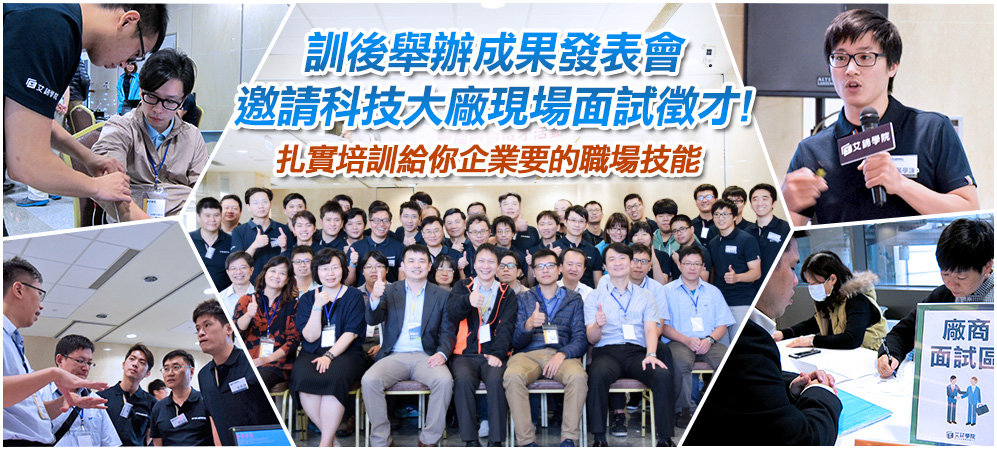 訓後舉辦成果發表會
邀請科技大廠現場面試徵才!
扎實培訓給你企業要的職場技能
艾鍗學院
艾鍗學院
廠商
面試區
艾鍗學院